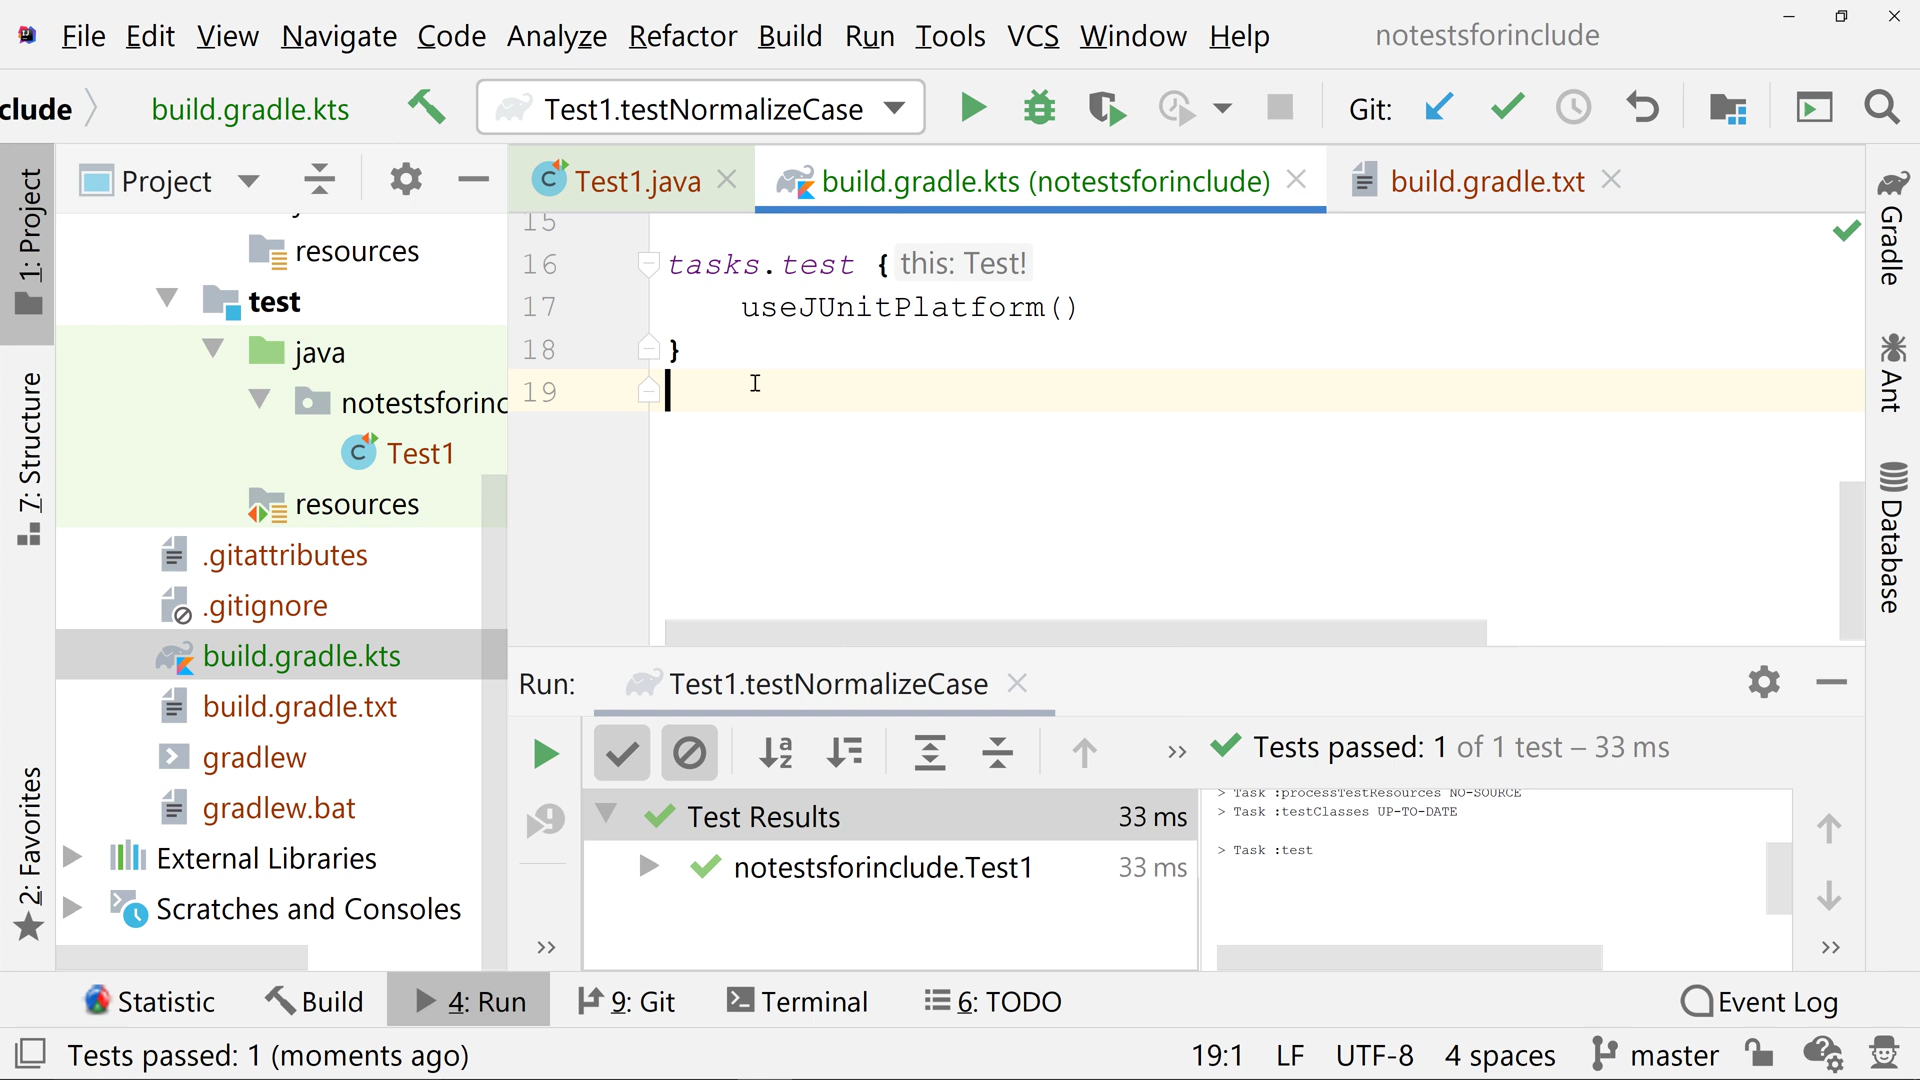 File Edit View Navigate Code Analyze Refactor Build Run Tools VCS Window Help notestsforinclude
clude build.gradle.kts Test1.testNormalizeCase Git:
1: Project
7: Structure
2: Favorites
Project
resources
test
java
notestsforinc
Test1
resources
.gitattributes
.gitignore
build.gradle.kts
build.gradle.txt
gradlew
gradlew.bat
External Libraries
Scratches and Consoles
Test1.java build.gradle.kts (notestsforinclude) build.gradle.txt
15
16 tasks.test { this: Test!
17 useJUnitPlatform()
18 }
19
Gradle
Ant
Database
Run: Test1.testNormalizeCase
Tests passed: 1 of 1 test – 33 ms
Test Results 33 ms
notestsforinclude.Test1 33 ms
> Task :processTestResources NO-SOURCE
> Task :testClasses UP-TO-DATE
> Task :test
Statistic Build 4: Run 9: Git Terminal 6: TODO Event Log
Tests passed: 1 (moments ago) 19:1 LF UTF-8 4 spaces master